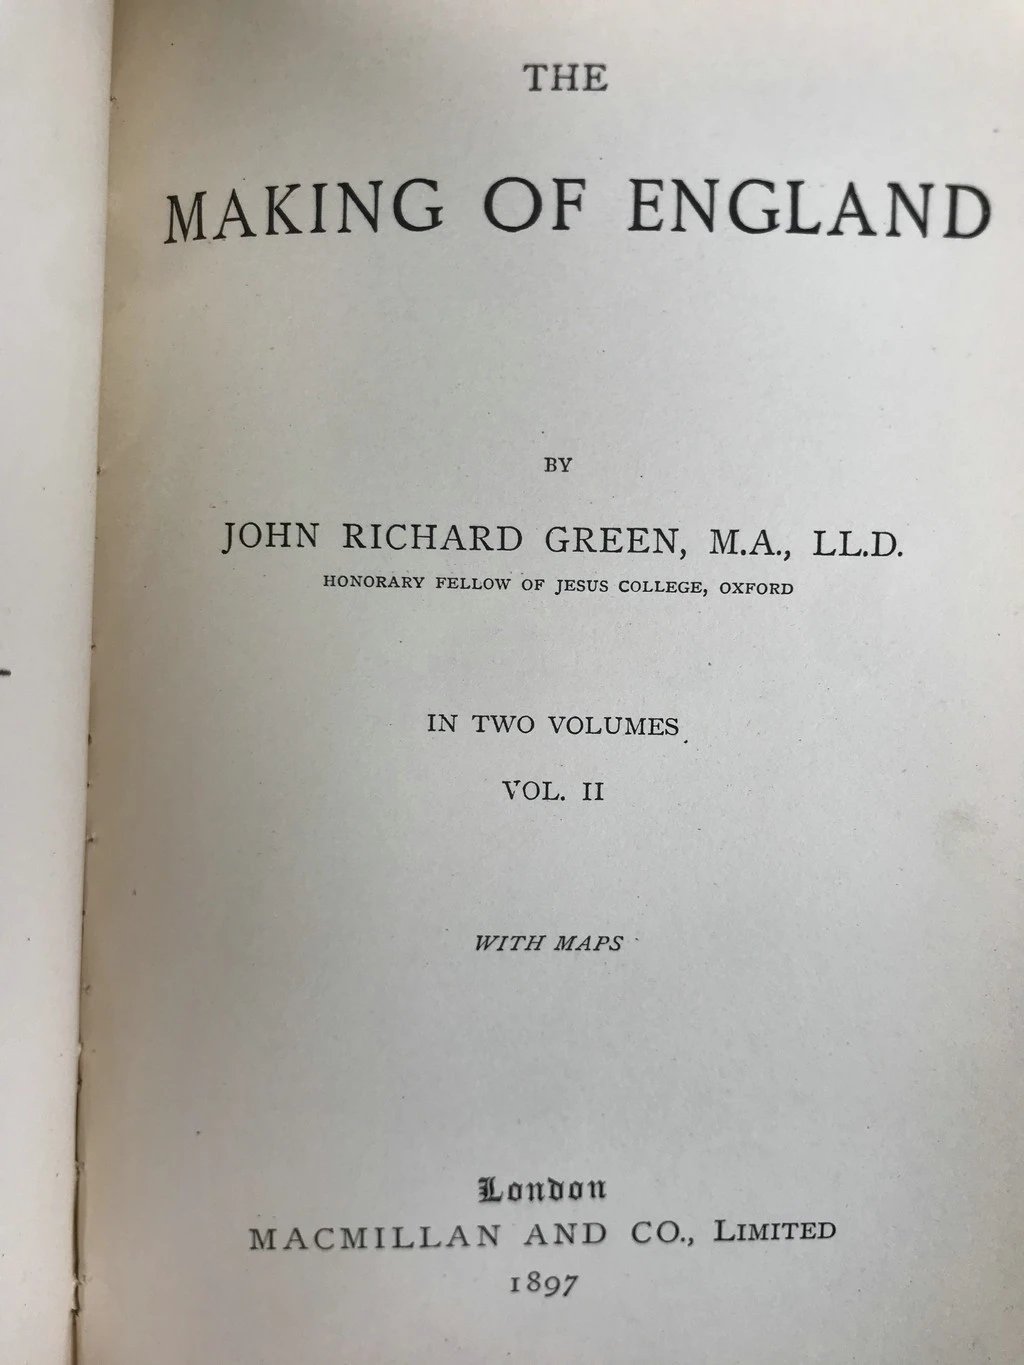 THE
MAKING OF ENGLAND
BY
JOHN RICHARD GREEN, M.A., LL.D.
HONORARY FELLOW OF JESUS COLLEGE, OXFORD
IN TWO VOLUMES
VOL. II
WITH MAPS
London
MACMILLAN AND CO., LIMITED
1897